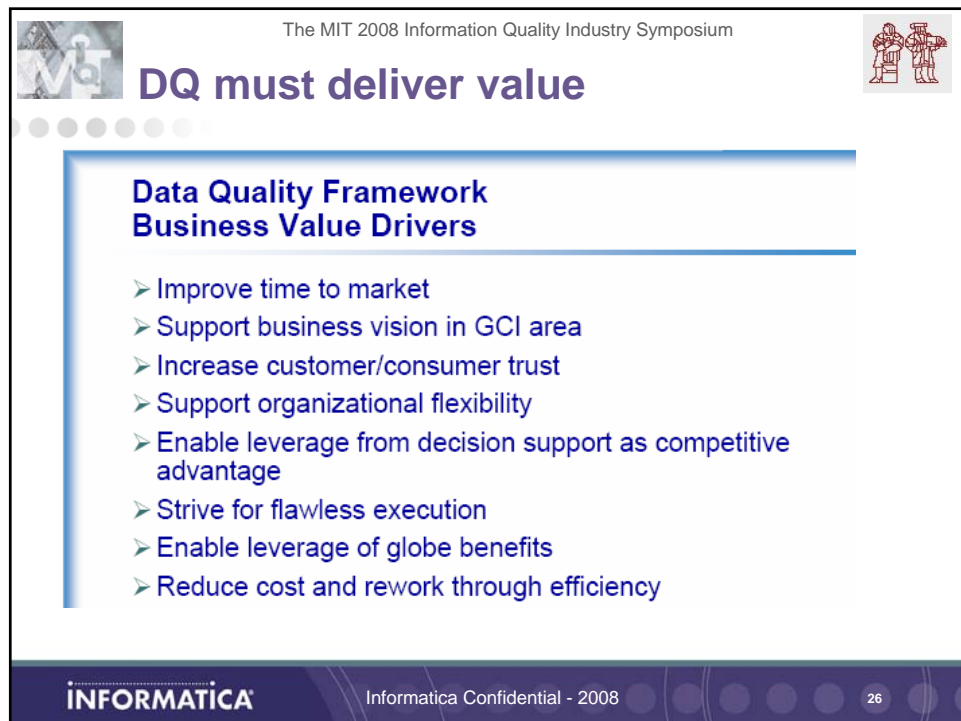 The MIT 2008 Information Quality Industry Symposium
MIT
Q
DQ must deliver value
Data Quality Framework
Business Value Drivers
➢ Improve time to market
➢ Support business vision in GCI area
➢ Increase customer/consumer trust
➢ Support organizational flexibility
➢ Enable leverage from decision support as competitive
advantage
➢ Strive for flawless execution
➢ Enable leverage of globe benefits
➢ Reduce cost and rework through efficiency
INFORMATICA
Informatica Confidential - 2008
26